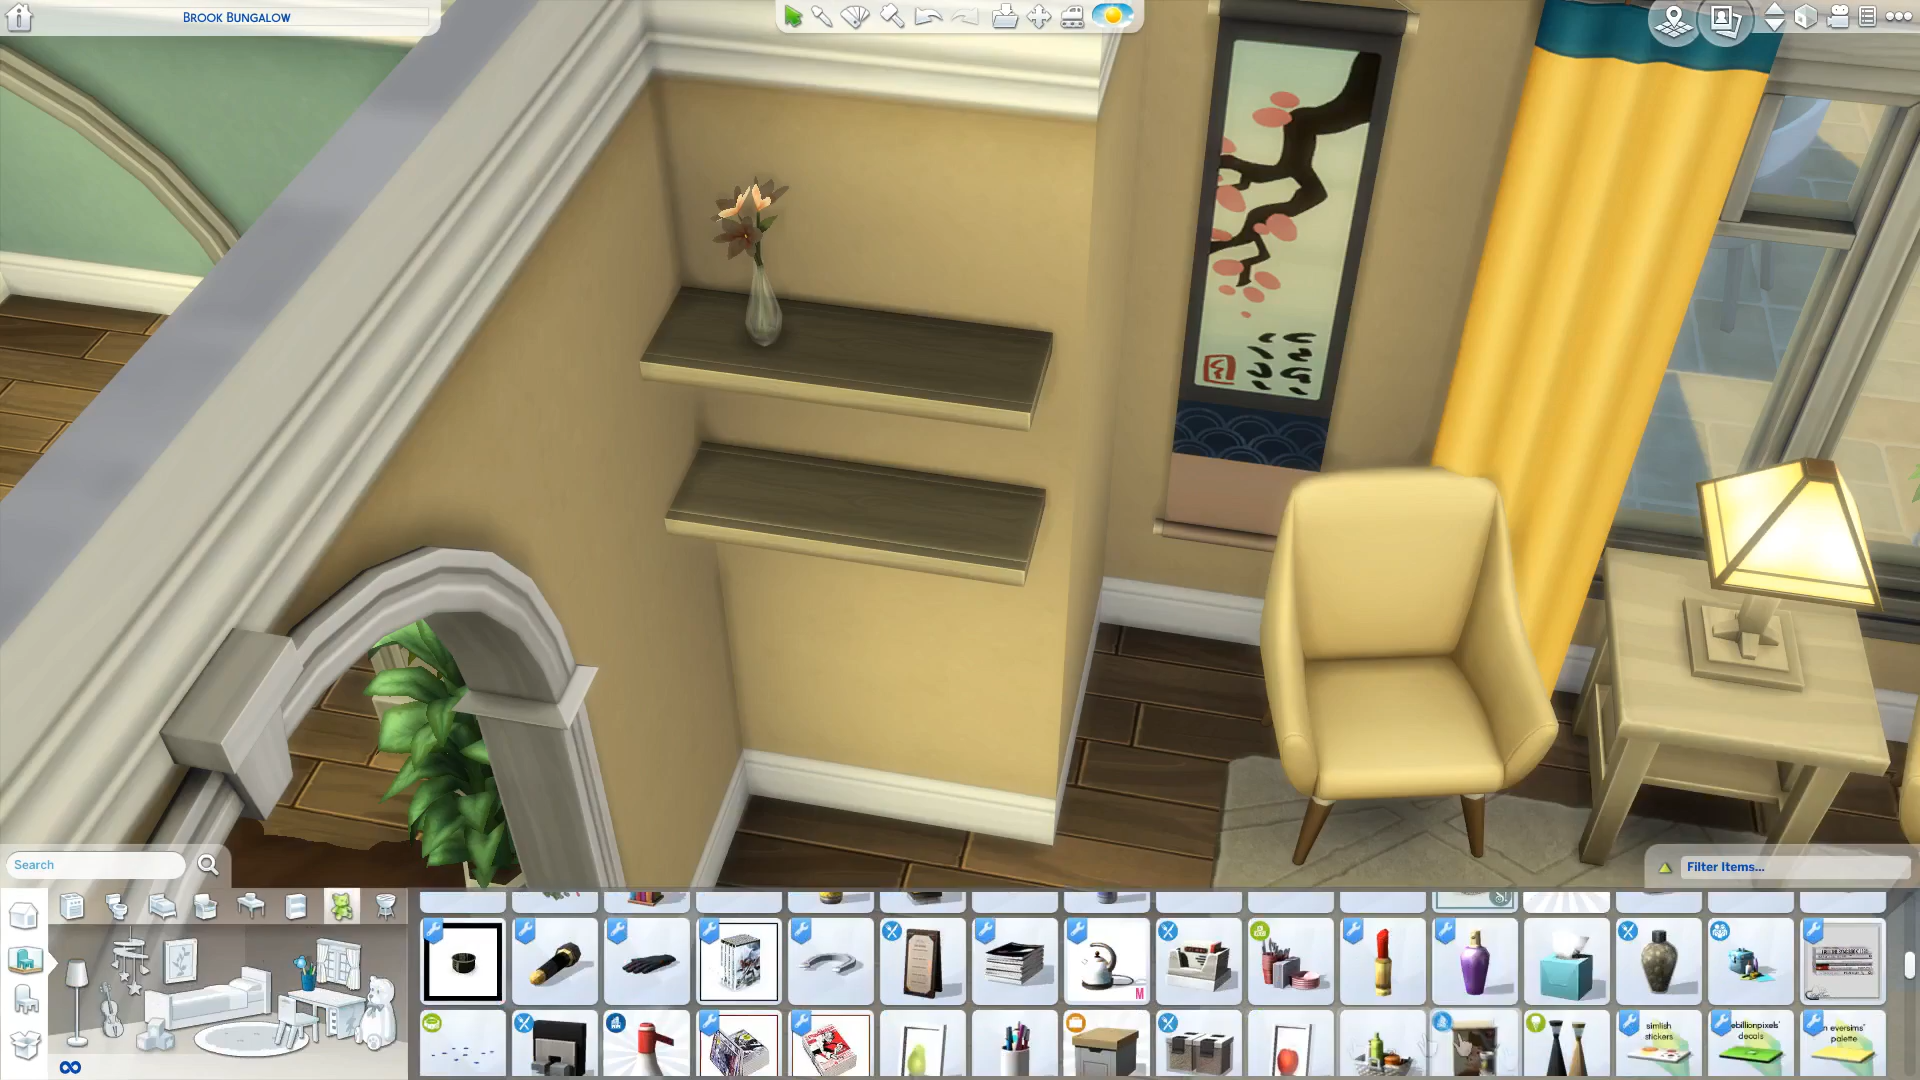 BROOK BUNGALOW
Search
Filter Items...
M
simlish
stickers
ebillionpixels'
decals
n eversims'
palette